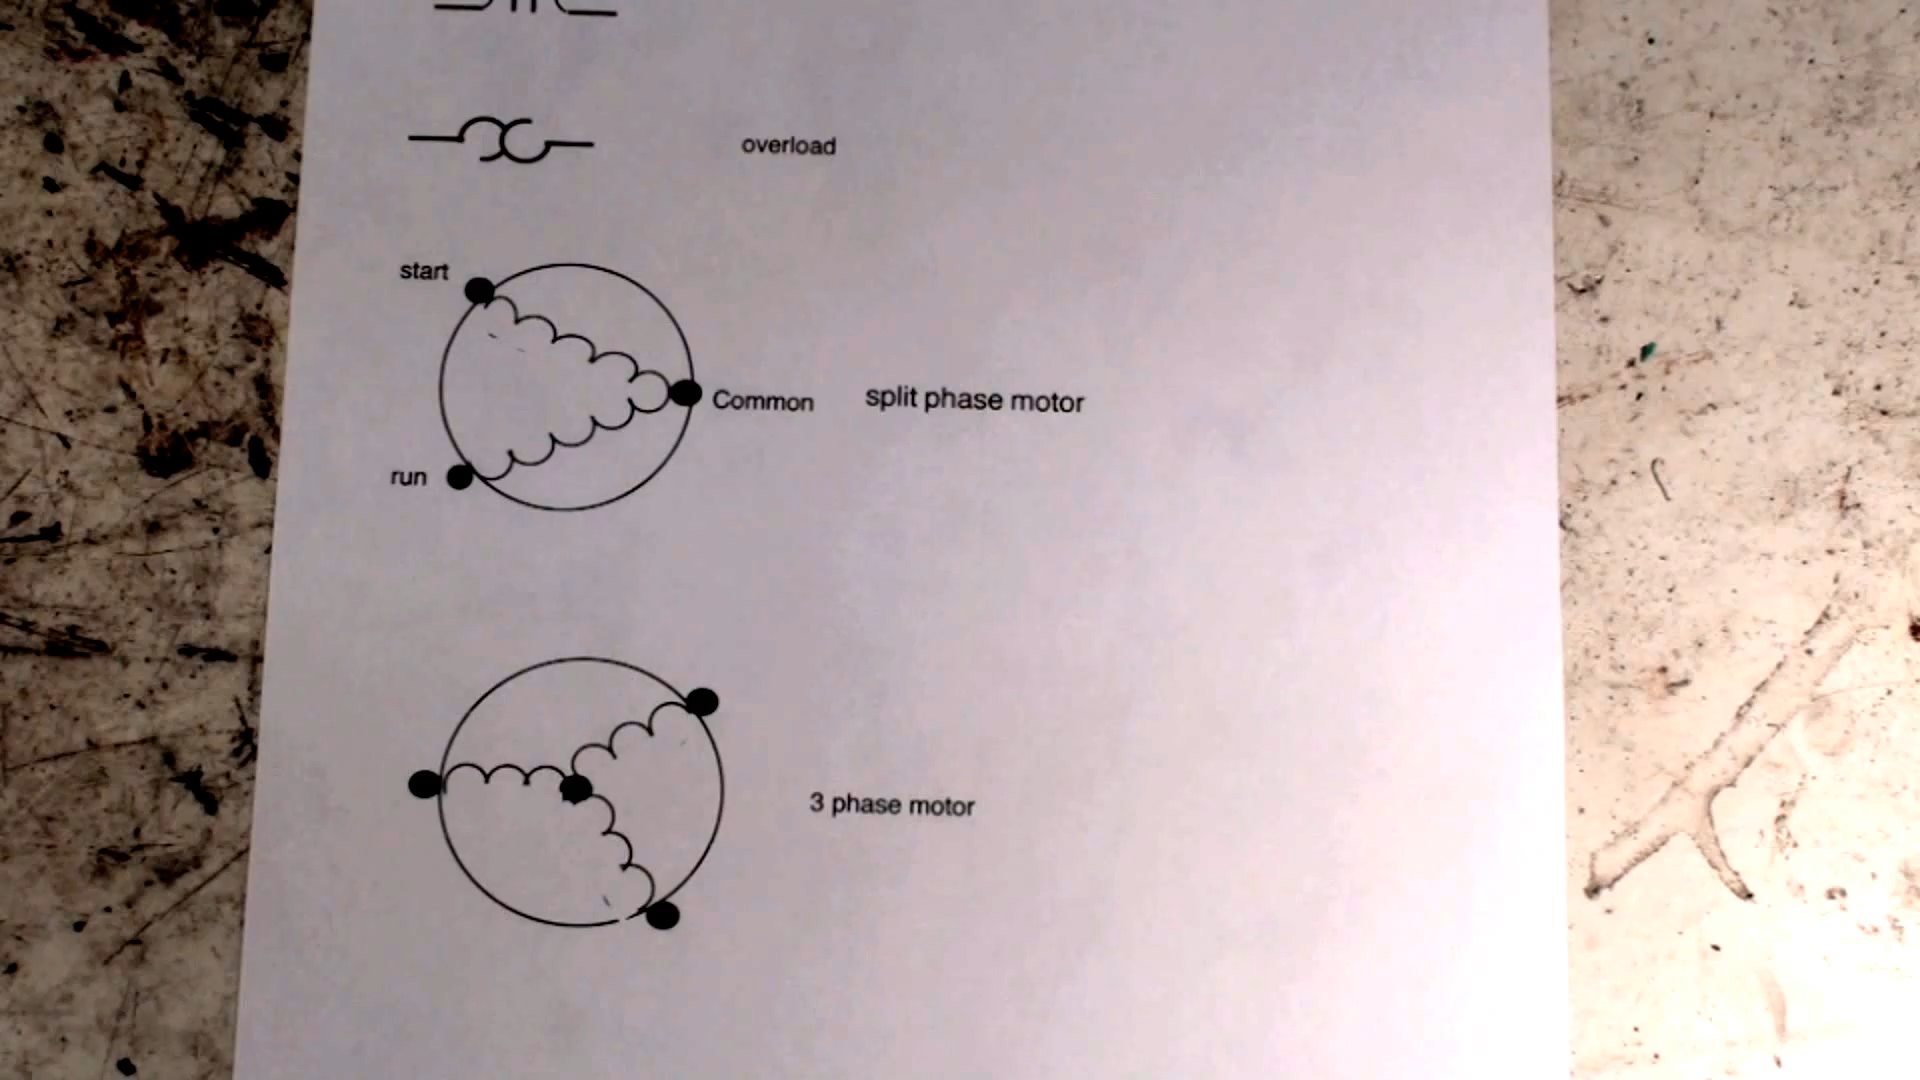 overload
start
Common
split phase motor
run
3 phase motor